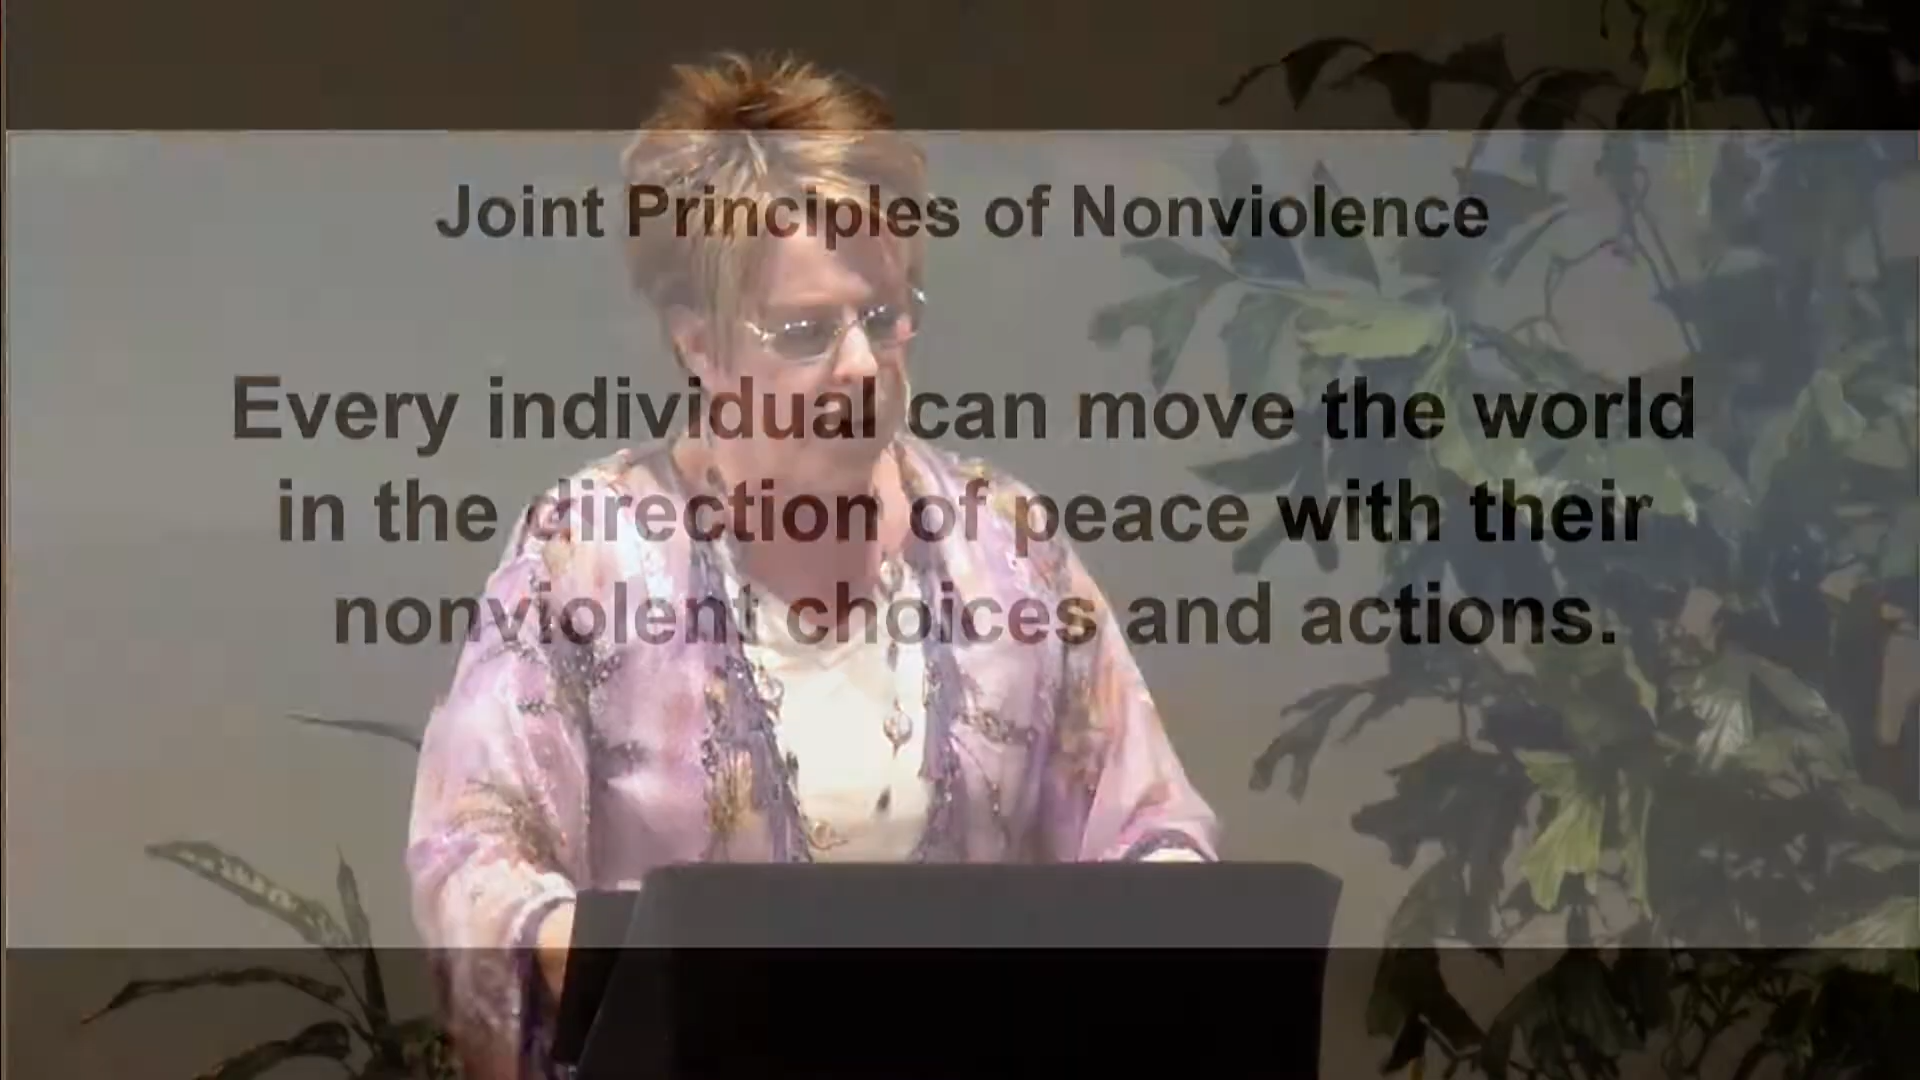 Joint Principles of Nonviolence
Every individual can move the world
in the direction of peace with their
nonviolent choices and actions.